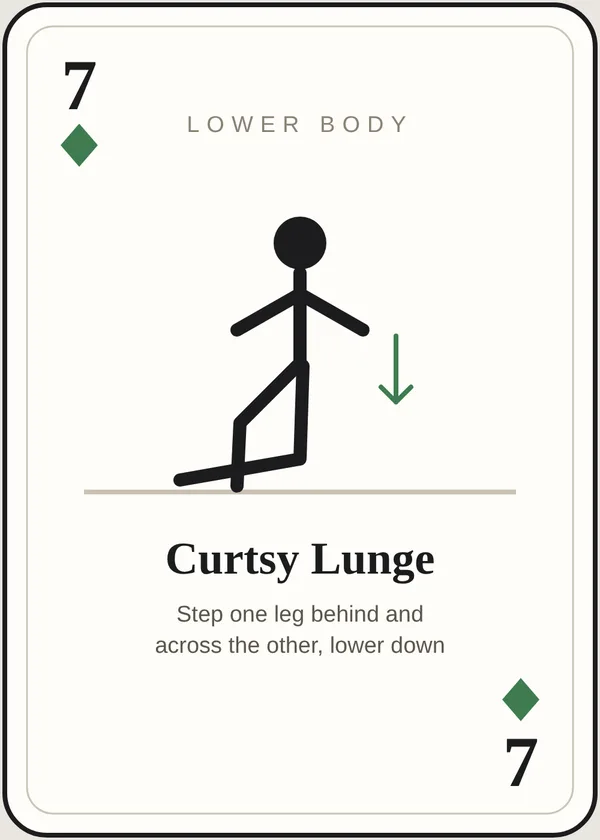 7
LOWER BODY
Curtsy Lunge
Step one leg behind and
across the other, lower down
7